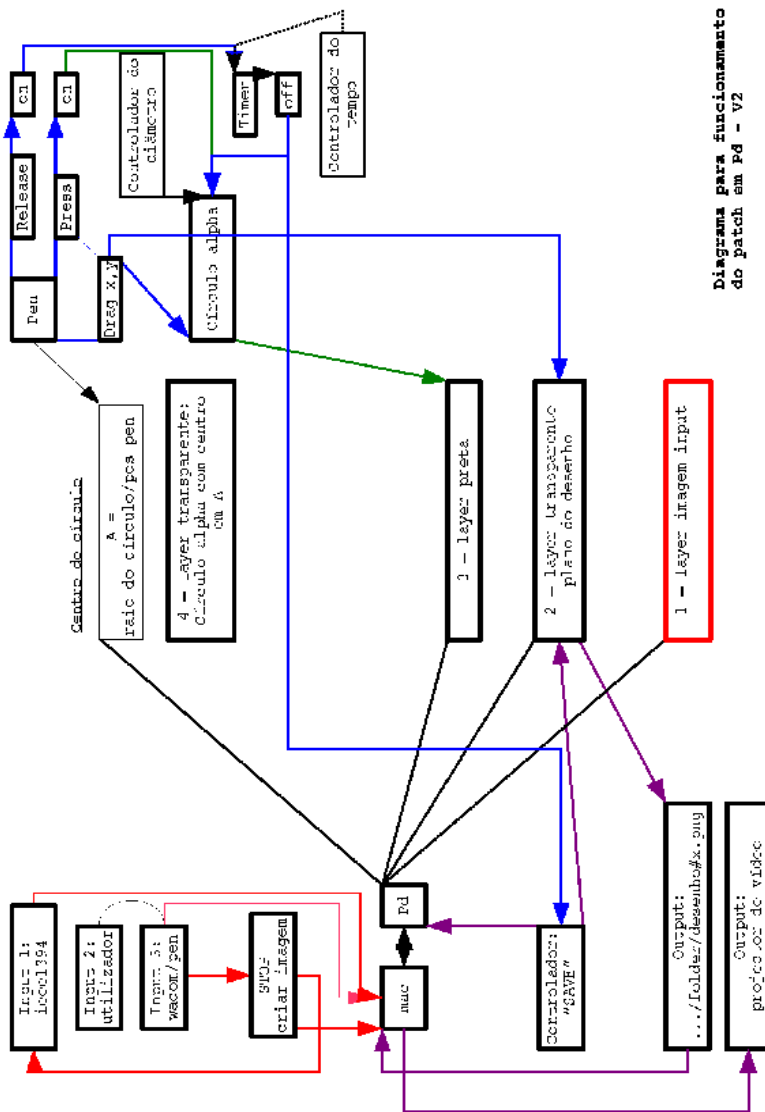 Input 1:
ieee1394
Input 2:
utilizador
Input 3:
wacom/pen
STOP
criar imagem
mac
Pd
Controlador:
"SAVE"
Output:
.../folder/desenho#x.png
Output:
projector de vídeo
Centro do círculo
A =
raio do círculo/pos pen
4 - layer transparente:
círculo alpha com centro
em A
3 - layer preta
2 - layer transparente
plano do desenho
1 - layer imagem input
Pen
Release
Press
Drag x,y
on
on
Controlador do
diâmetro
Círculo alpha
Timer
off
Controlador do
tempo
Diagrama para funcionamento
do patch em Pd - V2